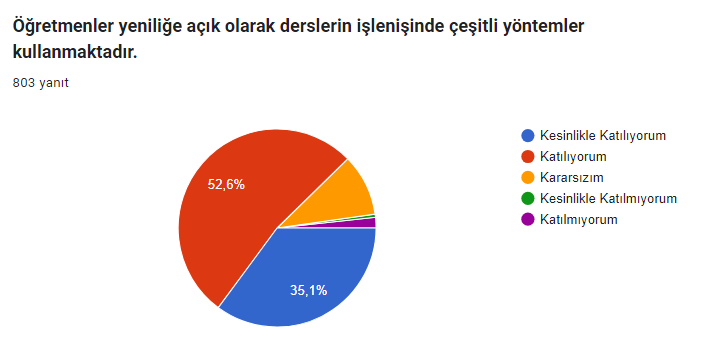 Öğretmenler yeniliğe açık olarak derslerin işlenişinde çeşitli yöntemler
kullanmaktadır.
803 yanıt
Kesinlikle Katılıyorum
Katılıyorum
Kararsızım
Kesinlikle Katılmıyorum
Katılmıyorum
52,6%
35,1%